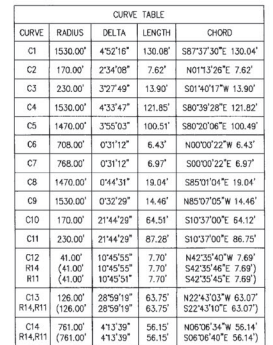 CURVE TABLE
CURVE RADIUS DELTA LENGTH CHORD
C1 1530.00' 4°52'16" 130.08' S87°37'30"E 130.04'
C2 170.00' 2°34'08" 7.62' N01°13'26"E 7.62'
C3 230.00' 3°27'49" 13.90' S01°40'17"W 13.90'
C4 1530.00' 4°33'47" 121.85' S80°39'28"E 121.82'
C5 1470.00' 3°55'03" 100.51' S80°20'06"E 100.49'
C6 708.00' 0°31'12" 6.43' N00°00'22"W 6.43'
C7 768.00' 0°31'12" 6.97' S00°00'22"E 6.97'
C8 1470.00' 0°44'31" 19.04' S85°01'04"E 19.04'
C9 1530.00' 0°32'29" 14.46' N85°07'05"W 14.46'
C10 170.00' 21°44'29" 64.51' S10°37'00"E 64.12'
C11 230.00' 21°44'29" 87.28' S10°37'00"E 86.75'
C12 41.00' 10°45'55" 7.70' N42°35'40"W 7.69'
R14 (41.00' 10°45'55" 7.70' S42°35'46"E 7.69')
R11 (41.00' 10°45'51" 7.70' S42°35'45"E 7.69')
C13 126.00' 28°59'19" 63.75' N22°43'03"W 63.07'
R14,R11 (126.00' 28°59'19" 63.75' S22°43'10"E 63.07')
C14 761.00' 4°13'39" 56.15' N06°06'34"W 56.14'
R14,R11 (761.00' 4°13'39" 56.15' S06°06'40"E 56.14')